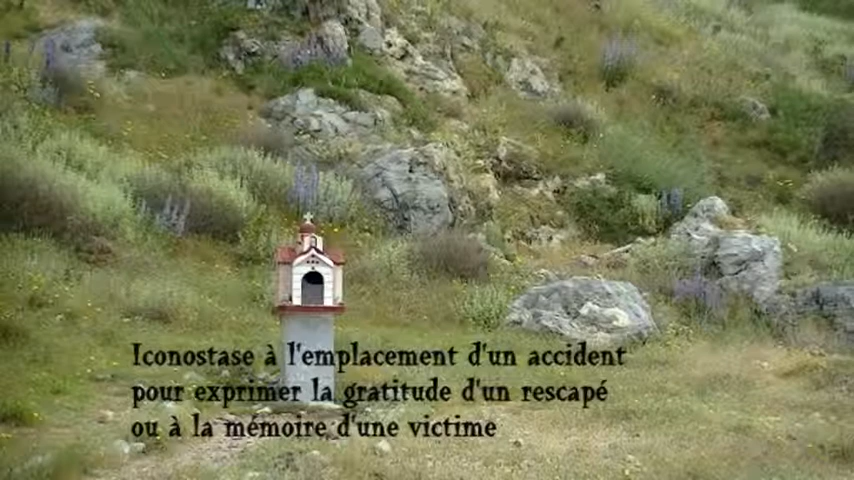 Iconostase à l'emplacement d'un accident
pour exprimer la gratitude d'un rescapé
ou à la mémoire d'une victime